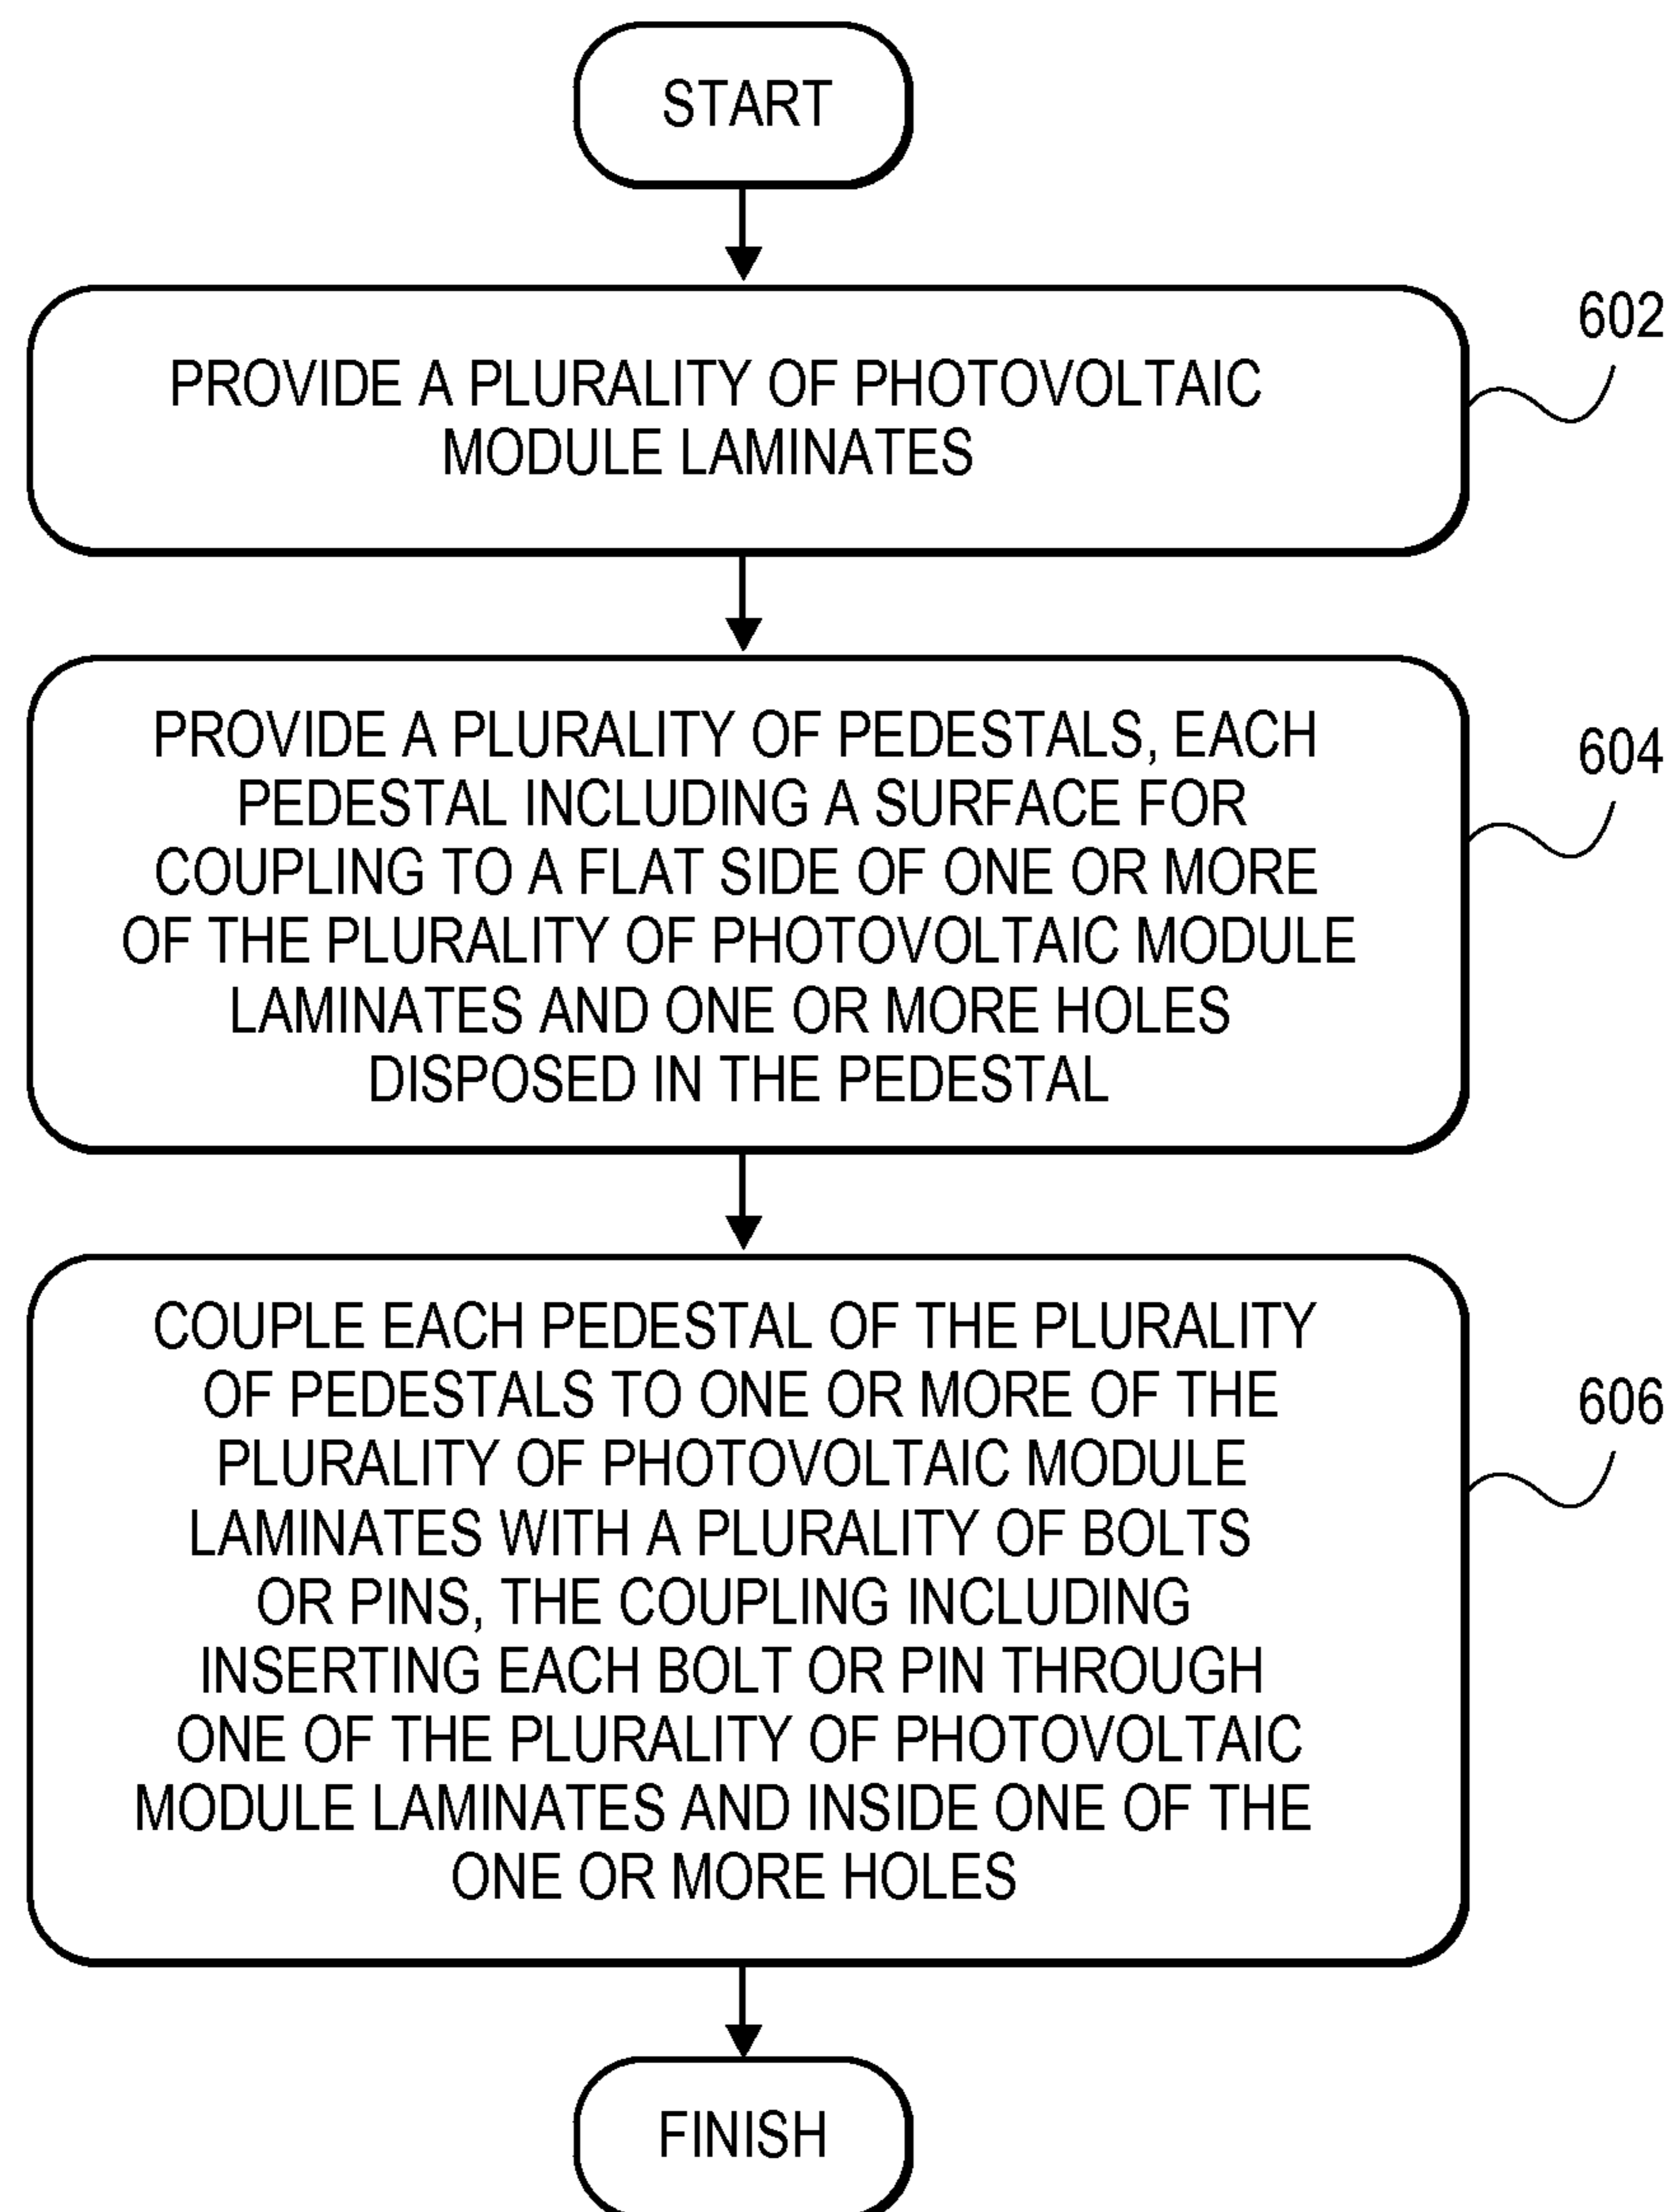 START
602
PROVIDE A PLURALITY OF PHOTOVOLTAIC
MODULE LAMINATES
604
PROVIDE A PLURALITY OF PEDESTALS, EACH
PEDESTAL INCLUDING A SURFACE FOR
COUPLING TO A FLAT SIDE OF ONE OR MORE
OF THE PLURALITY OF PHOTOVOLTAIC MODULE
LAMINATES AND ONE OR MORE HOLES
DISPOSED IN THE PEDESTAL
606
COUPLE EACH PEDESTAL OF THE PLURALITY
OF PEDESTALS TO ONE OR MORE OF THE
PLURALITY OF PHOTOVOLTAIC MODULE
LAMINATES WITH A PLURALITY OF BOLTS
OR PINS, THE COUPLING INCLUDING
INSERTING EACH BOLT OR PIN THROUGH
ONE OF THE PLURALITY OF PHOTOVOLTAIC
MODULE LAMINATES AND INSIDE ONE OF THE
ONE OR MORE HOLES
FINISH